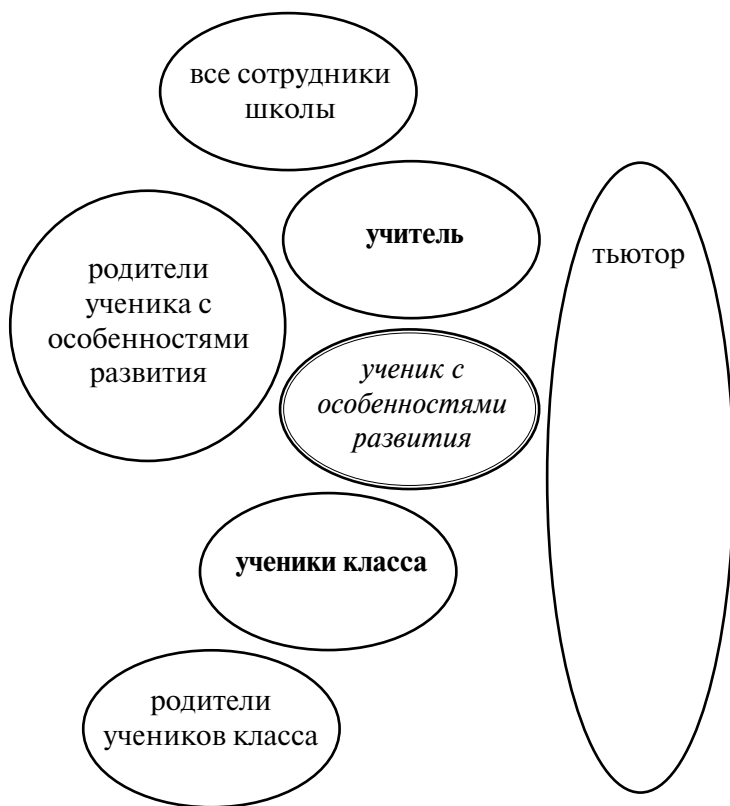 все сотрудники
школы
учитель
тьютор
родители
ученика с
особенностями
развития
ученик с
особенностями
развития
ученики класса
родители
учеников класса